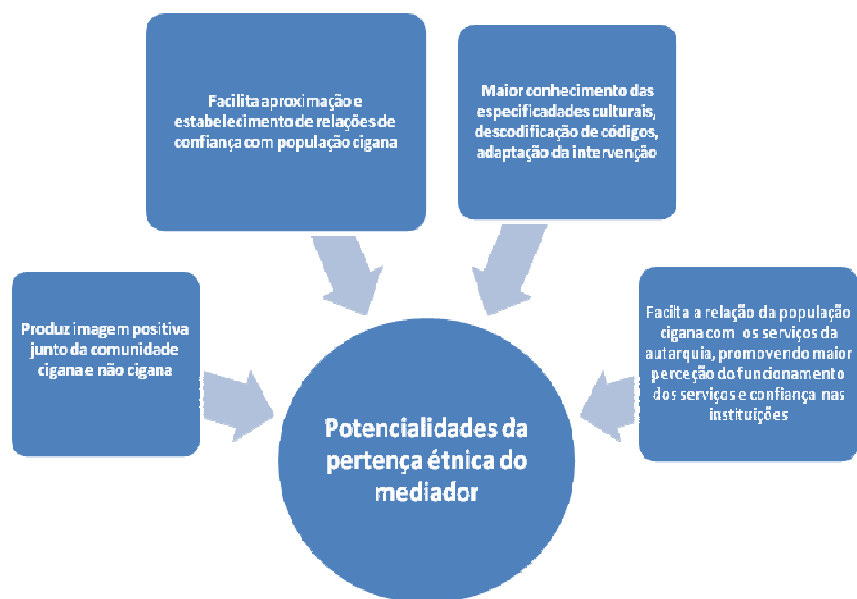 Facilita aproximação e
estabelecimento de relações de
confiança com população cigana
Maior conhecimento das
especificadades culturais,
descodificação de códigos,
adaptação da intervenção
Produz imagem positiva
junto da comunidade
cigana e não cigana
Facilta a relação da população
cigana com os serviços da
autarquia, promovendo maior
perceção do funcionamento
dos serviços e confiança nas
instituições
Potencialidades da
pertença étnica do
mediador